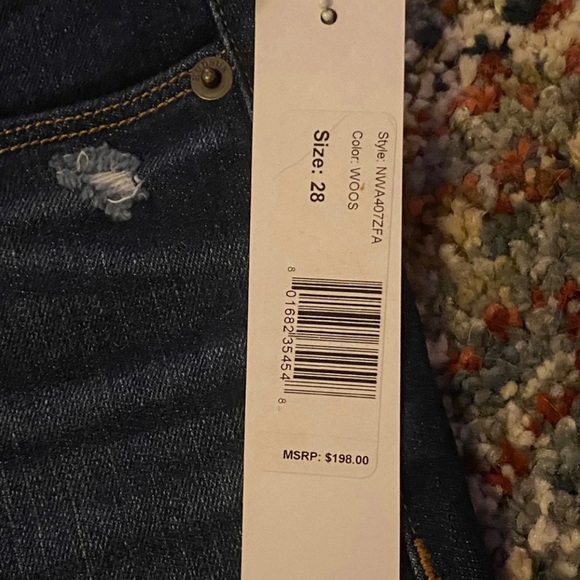 Style: NWA407ZFA
Color: WOOS
Size: 28
8 01682 35454 8
MSRP: $198.00